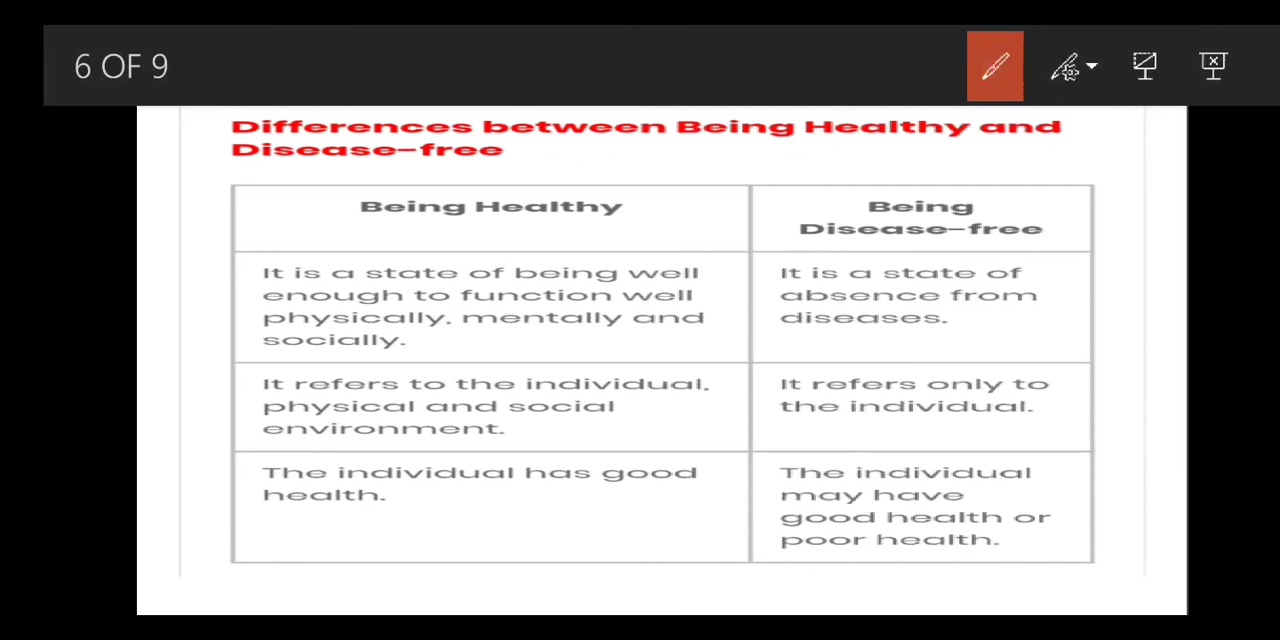 6 OF 9
Differences between Being Healthy and
Disease-free
Being Healthy
Being
Disease-free
It is a state of being well
enough to function well
physically, mentally and
socially.
It is a state of
absence from
diseases.
It refers to the individual,
physical and social
environment.
It refers only to
the individual.
The individual has good
health.
The individual
may have
good health or
poor health.